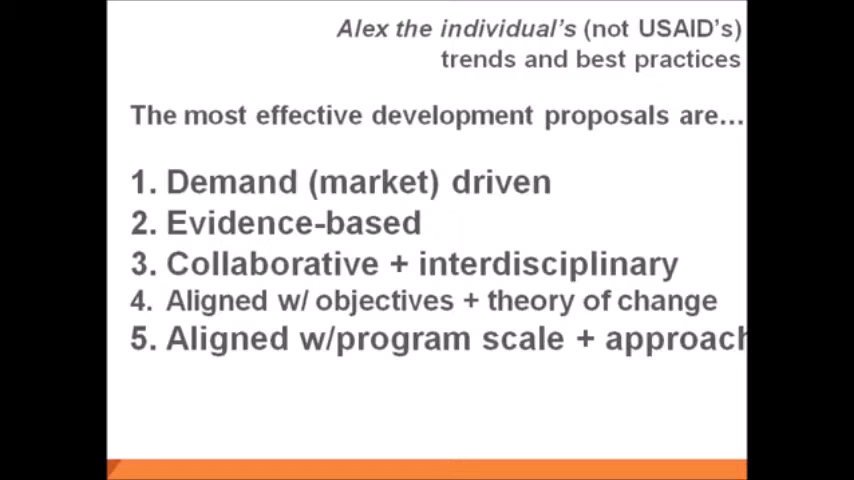 Alex the individual's (not USAID's)
trends and best practices
The most effective development proposals are...
1. Demand (market) driven
2. Evidence-based
3. Collaborative + interdisciplinary
4. Aligned w/ objectives + theory of change
5. Aligned w/program scale + approach